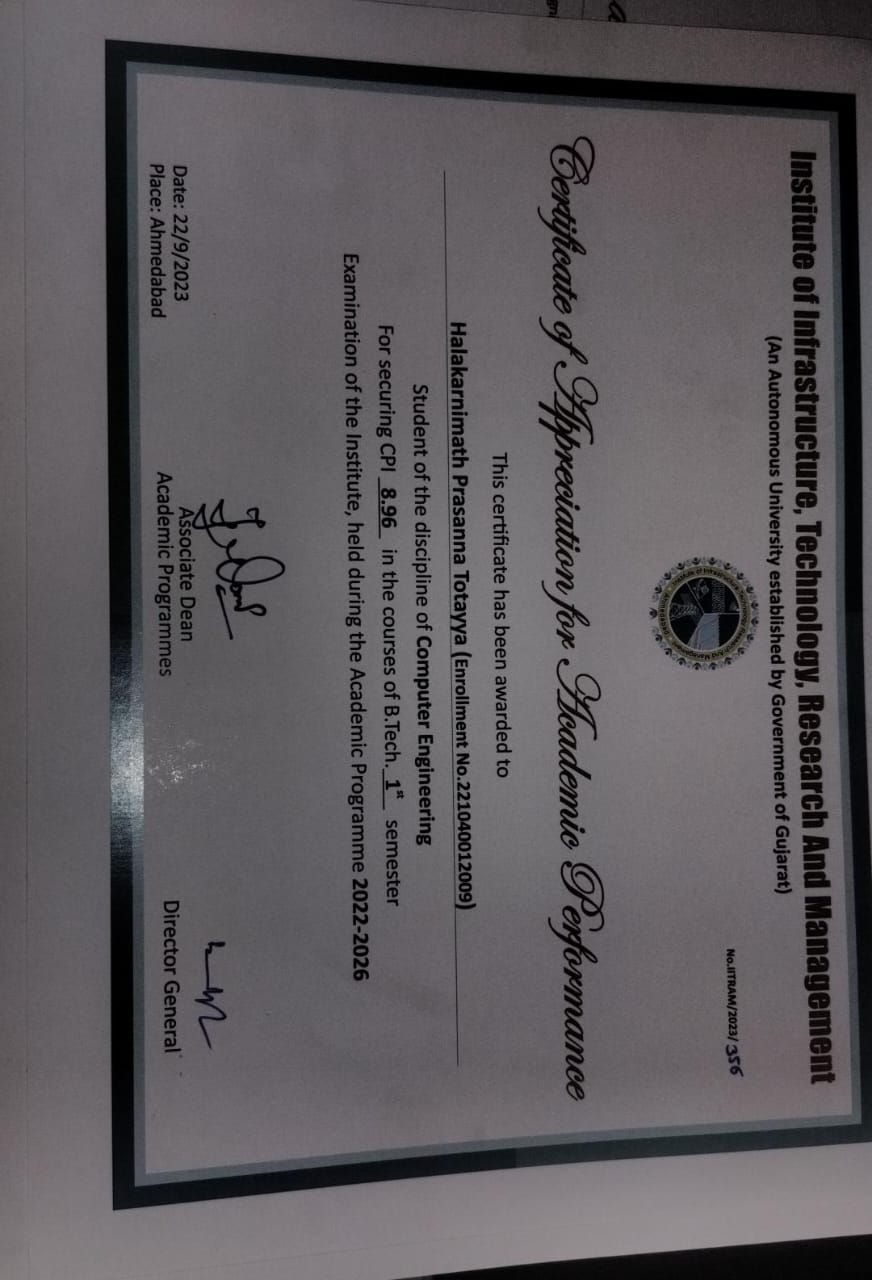 Institute of Infrastructure, Technology, Research And Management
(An Autonomous University established by Government of Gujarat)
No.IITRAM/2023/356
Certificate of Appreciation for Academic Performance
This certificate has been awarded to
Halakarnimath Prasanna Totayya (Enrollment No.221040012009)
Student of the discipline of Computer Engineering
For securing CPI 8.96 in the courses of B.Tech. 1st semester
Examination of the Institute, held during the Academic Programme 2022-2026
Date: 22/9/2023
Place: Ahmedabad
Associate Dean
Academic Programmes
Director General